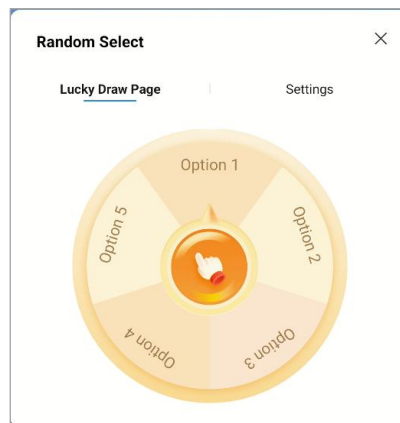 Random Select
Lucky Draw Page
Settings
Option 1
Option 2
Option 3
Option 4
Option 5